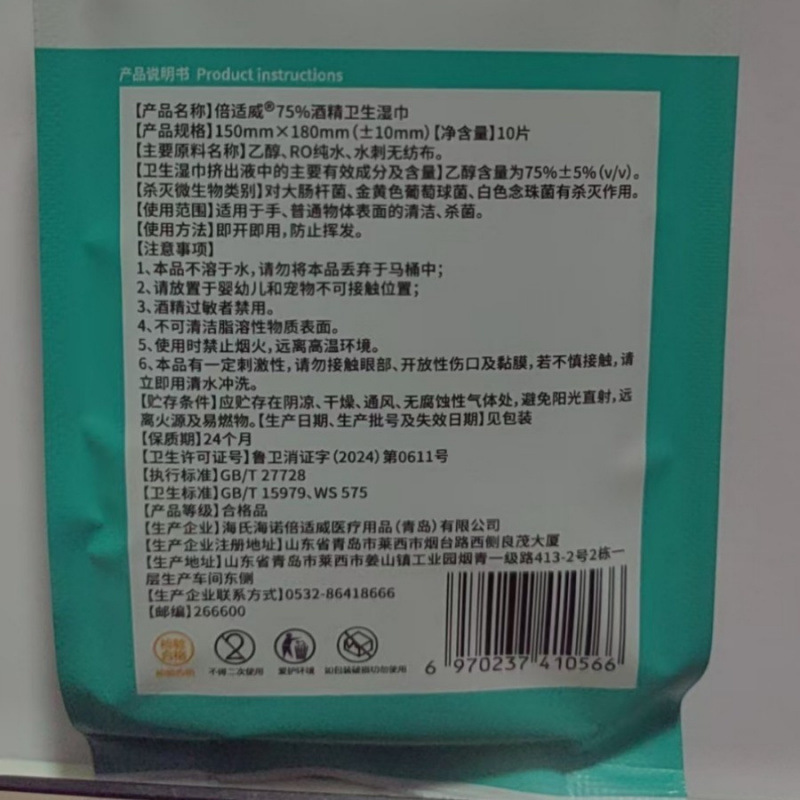 产品说明书 Product instructions
【产品名称】倍适威®75%酒精卫生湿巾
【产品规格】150mm×180mm(±10mm)【净含量】10片
【主要原料名称】乙醇、RO纯水、水刺无纺布。
【卫生湿巾挤出液中的主要有效成分及含量】乙醇含量为75%±5%(v/v)。
【杀灭微生物类别】对大肠杆菌、金黄色葡萄球菌、白色念珠菌有杀灭作用。
【使用范围】适用于手、普通物体表面的清洁、杀菌。
【使用方法】即开即用,防止挥发。
【注意事项】
1、本品不溶于水,请勿将本品丢弃于马桶中;
2、请放置于婴幼儿和宠物不可接触位置;
3、酒精过敏者禁用。
4、不可清洁脂溶性物质表面。
5、使用时禁止烟火,远离高温环境。
6、本品有一定刺激性,请勿接触眼部、开放性伤口及黏膜,若不慎接触,请
立即用清水冲洗。
【贮存条件】应贮存在阴凉、干燥、通风、无腐蚀性气体处,避免阳光直射,远
离火源及易燃物。【生产日期、生产批号及失效日期】见包装
【保质期】24个月
【卫生许可证号】鲁卫消证字(2024)第0611号
【执行标准】GB/T 27728
【卫生标准】GB/T 15979、WS 575
【产品等级】合格品
【生产企业】海氏海诺倍适威医疗用品(青岛)有限公司
【生产企业注册地址】山东省青岛市莱西市烟台路西侧良茂大厦
【生产地址】山东省青岛市莱西市姜山镇工业园烟青一级路413-2号2栋一
层生产车间东侧
【生产企业联系方式】0532-86418666
【邮编】266600
检验
合格
不得二次使用 爱护环境 如包装破损切勿使用
6 970237 410566